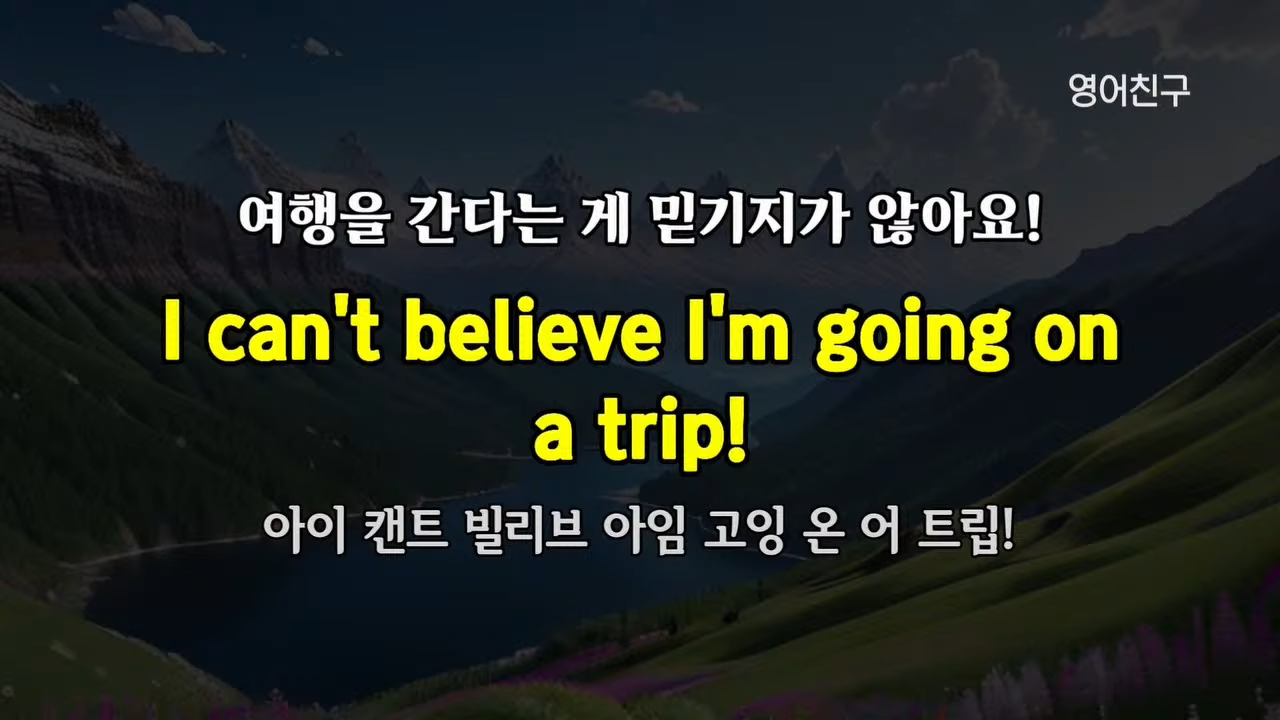 영어친구
여행을 간다는 게 믿기지가 않아요!
I can't believe I'm going on
a trip!
아이 캔트 빌리브 아임 고잉 온 어 트립!